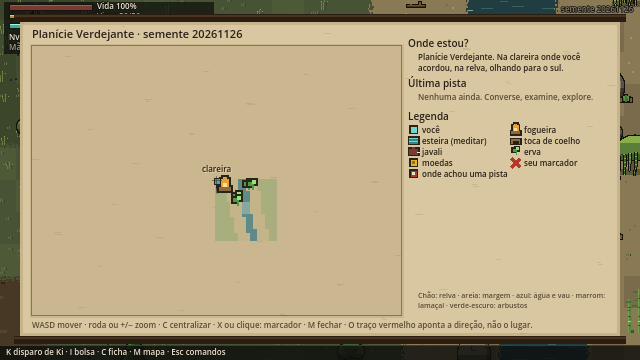 Vida 100%
semente 20261126
Nv
Planície Verdejante · semente 20261126
clareira
Onde estou?
Planície Verdejante. Na clareira onde você
acordou, na relva, olhando para o sul.
Última pista
Nenhuma ainda. Converse, examine, explore.
Legenda
você
fogueira
esteira (meditar)
toca de coelho
javali
erva
moedas
seu marcador
onde achou uma pista
Chão: relva · areia: margem · azul: água e vau · marrom:
lamaçal · verde-escuro: arbustos
WASD mover · roda ou +/− zoom · C centralizar · X ou clique: marcador · M fechar · O traço vermelho aponta a direção, não o lugar.
K disparo de Ki · I bolsa · C ficha · M mapa · Esc comandos